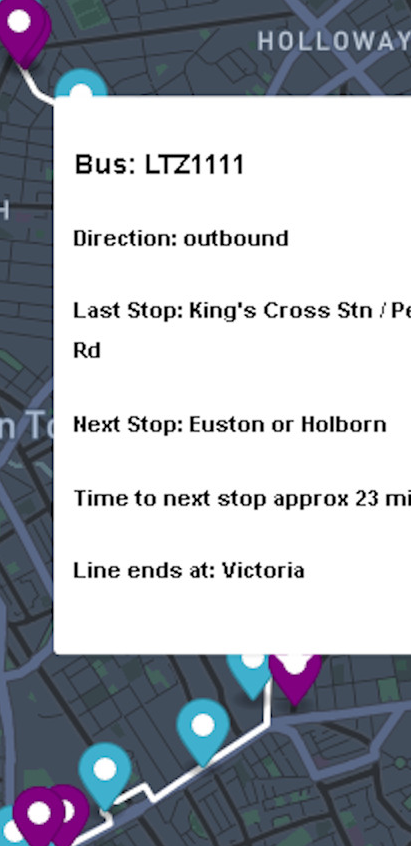 HOLLOWAY
Bus: LTZ1111
H
Direction: outbound
Last Stop: King's Cross Stn / Pe
Rd
n To
Next Stop: Euston or Holborn
Time to next stop approx 23 mi
Line ends at: Victoria